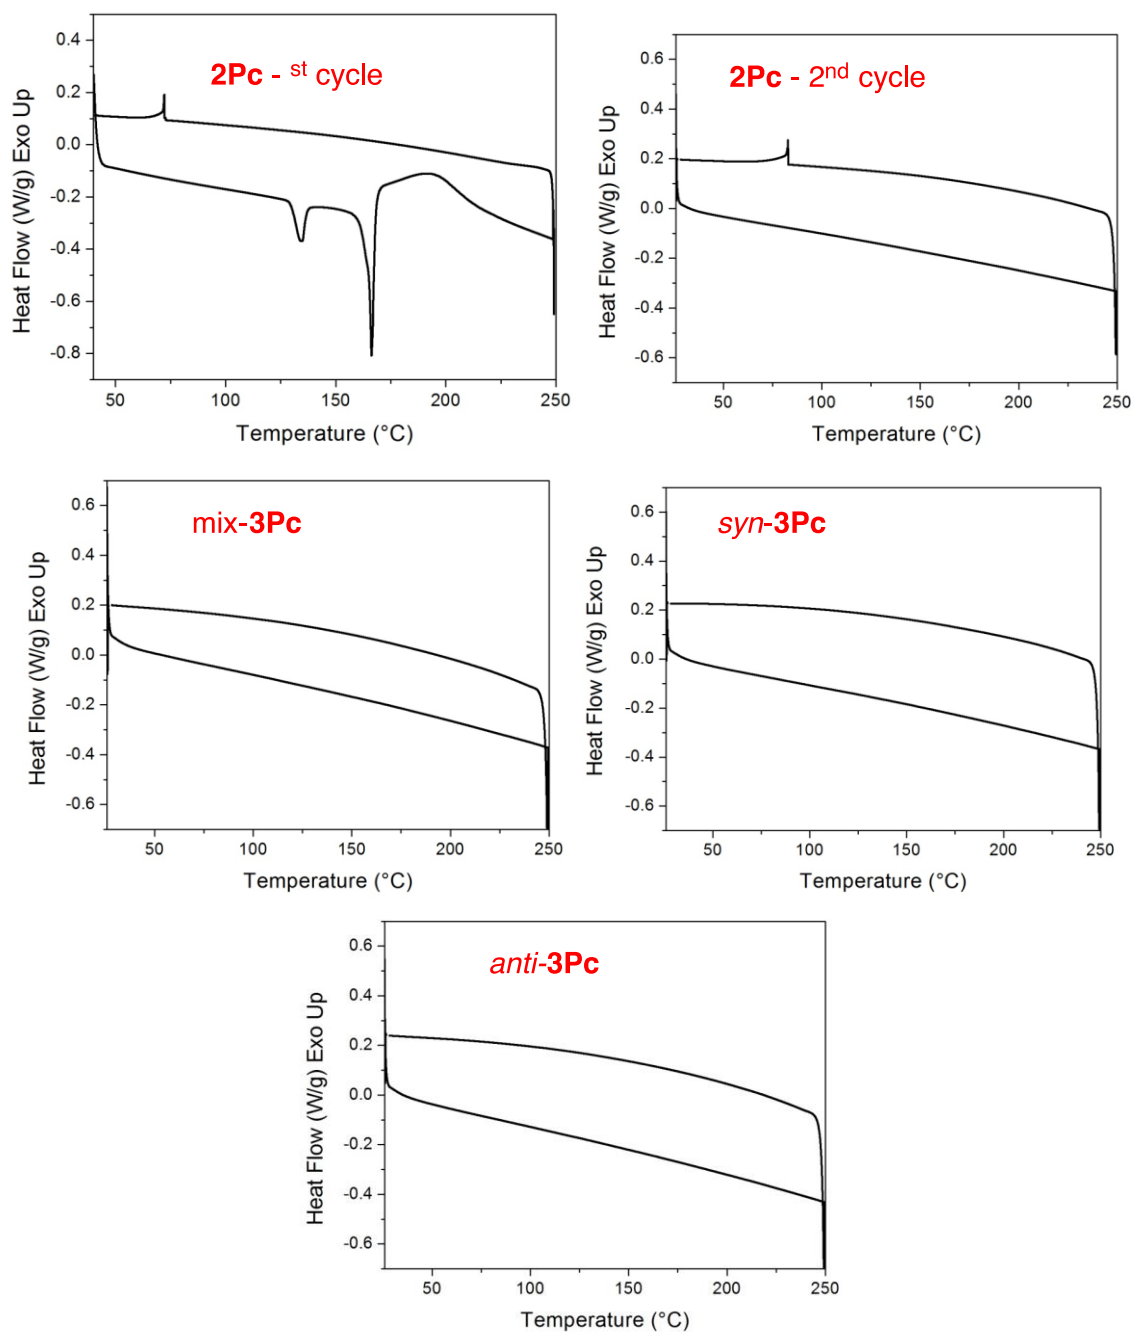 2Pc - st cycle
Heat Flow (W/g) Exo Up
0.4
0.2
0.0
-0.2
-0.4
-0.6
-0.8
50 100 150 200 250
Temperature (°C)
2Pc - 2nd cycle
Heat Flow (W/g) Exo Up
0.6
0.4
0.2
0.0
-0.2
-0.4
-0.6
50 100 150 200 250
Temperature (°C)
mix-3Pc
Heat Flow (W/g) Exo Up
0.6
0.4
0.2
0.0
-0.2
-0.4
-0.6
50 100 150 200 250
Temperature (°C)
syn-3Pc
Heat Flow (W/g) Exo Up
0.6
0.4
0.2
0.0
-0.2
-0.4
-0.6
50 100 150 200 250
Temperature (°C)
anti-3Pc
Heat Flow (W/g) Exo Up
0.6
0.4
0.2
0.0
-0.2
-0.4
-0.6
50 100 150 200 250
Temperature (°C)